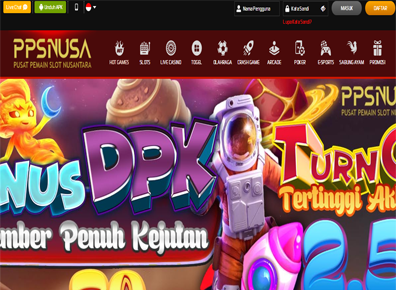 LiveChat
Unduh APK
Nama Pengguna
Kata Sandi
MASUK
DAFTAR
Lupa Kata Sandi?
PPSNUSA
PUSAT PEMAIN SLOT NUSANTARA
HOT GAMES
SLOTS
LIVE CASINO
TOGEL
OLAHRAGA
CRASH GAME
ARCADE
POKER
E-SPORTS
SABUNG AYAM
PROMOSI
PPSNUS
PUSAT PEMAIN SLOT N
NUS DPK
mber Penuh Kejutan
TURNO
Tertinggi Ak
2.5